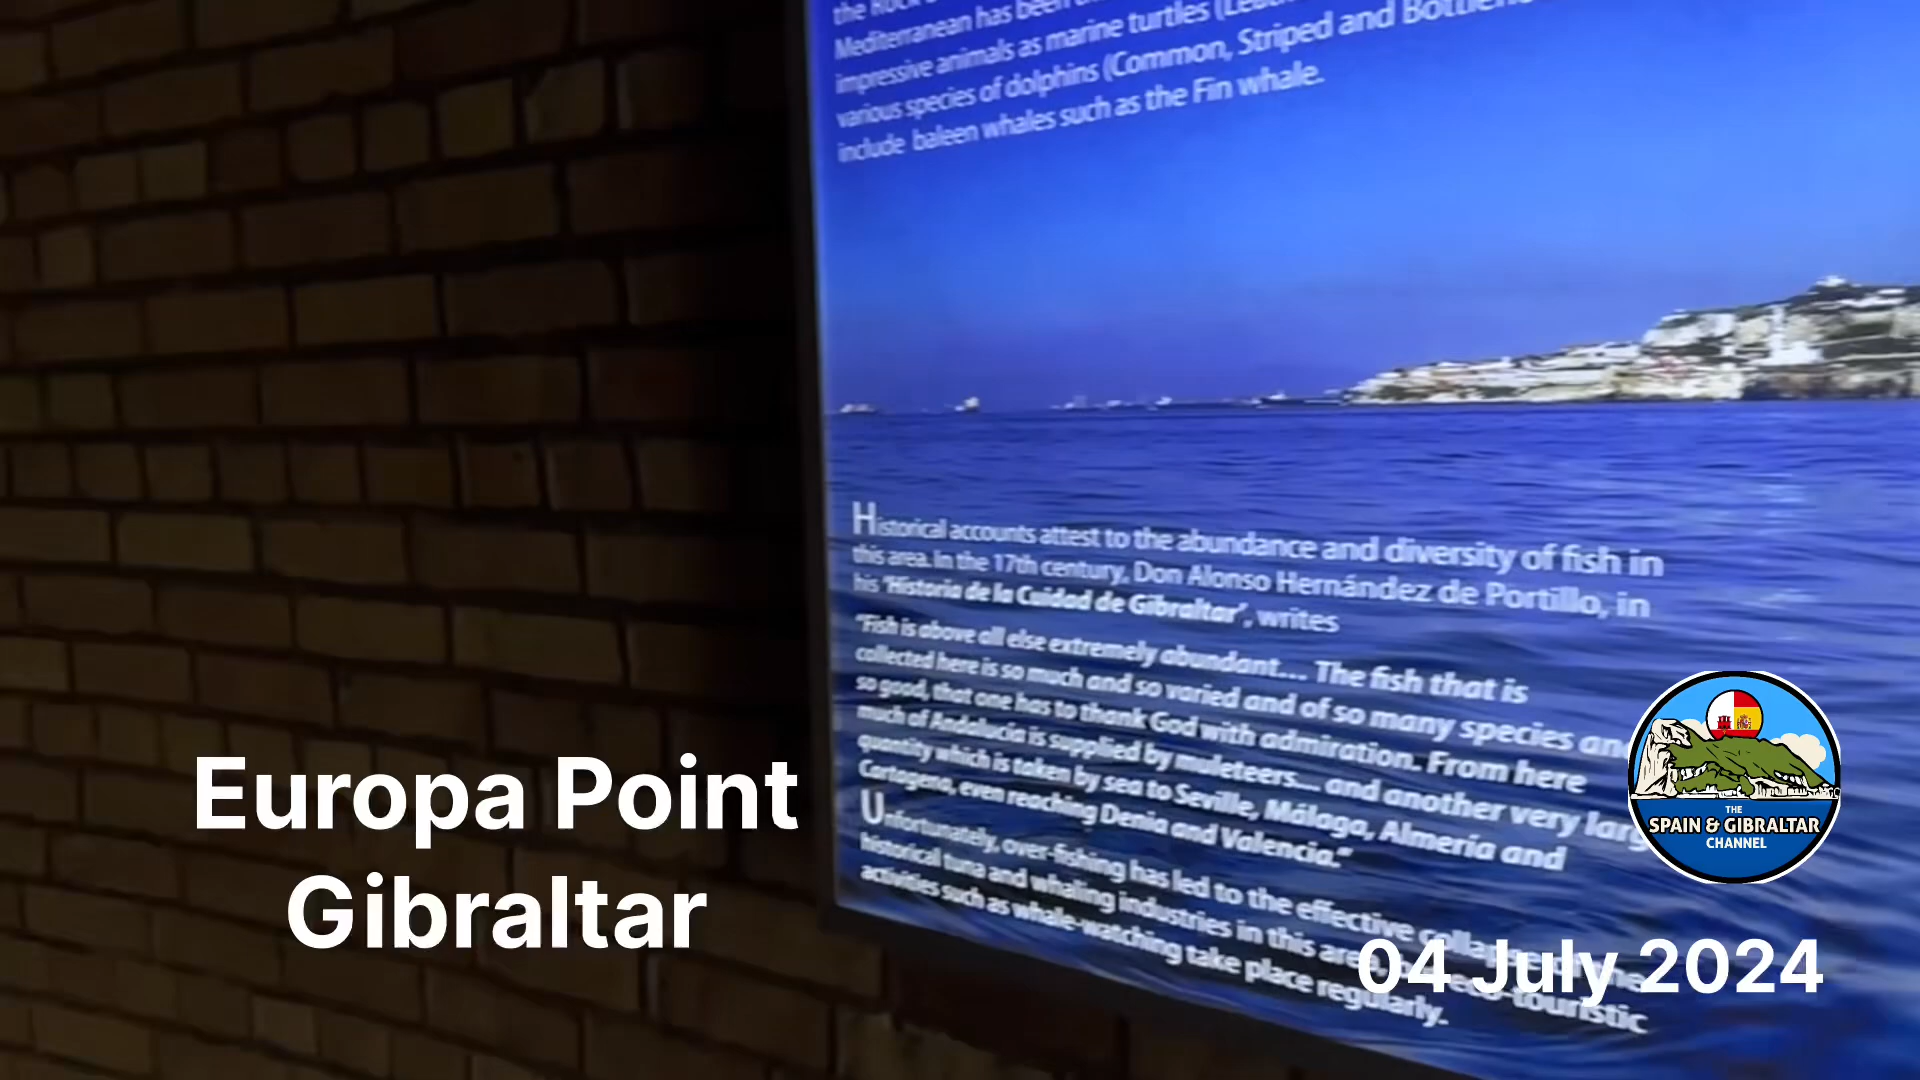 the Rock
Mediterranean has been
impressive animals as marine turtles
various species of dolphins (Common, Striped and
include baleen whales such as the Fin whale.
Historical accounts attest to the abundance and diversity of fish in
this area. In the 17th century, Don Alonso Hernández de Portillo, in
his 'Historia de la Cuidad de Gibraltar', writes
"Fish is above all else extremely abundant... The fish that is
collected here is so much and so varied and of so many species and
so good, that one has to thank God with admiration. From here
much of Andalucia is supplied by muleteers... and another very large
quantity which is taken by sea to Seville, Málaga, Almería and
Cartagena, even reaching Denia and Valencia."
Unfortunately, over-fishing has led to the effective collapse of the
historical tuna and whaling industries in this area, eco-touristic
activities such as whale-watching take place regularly.
Europa Point
Gibraltar
THE
SPAIN & GIBRALTAR
CHANNEL
04 July 2024